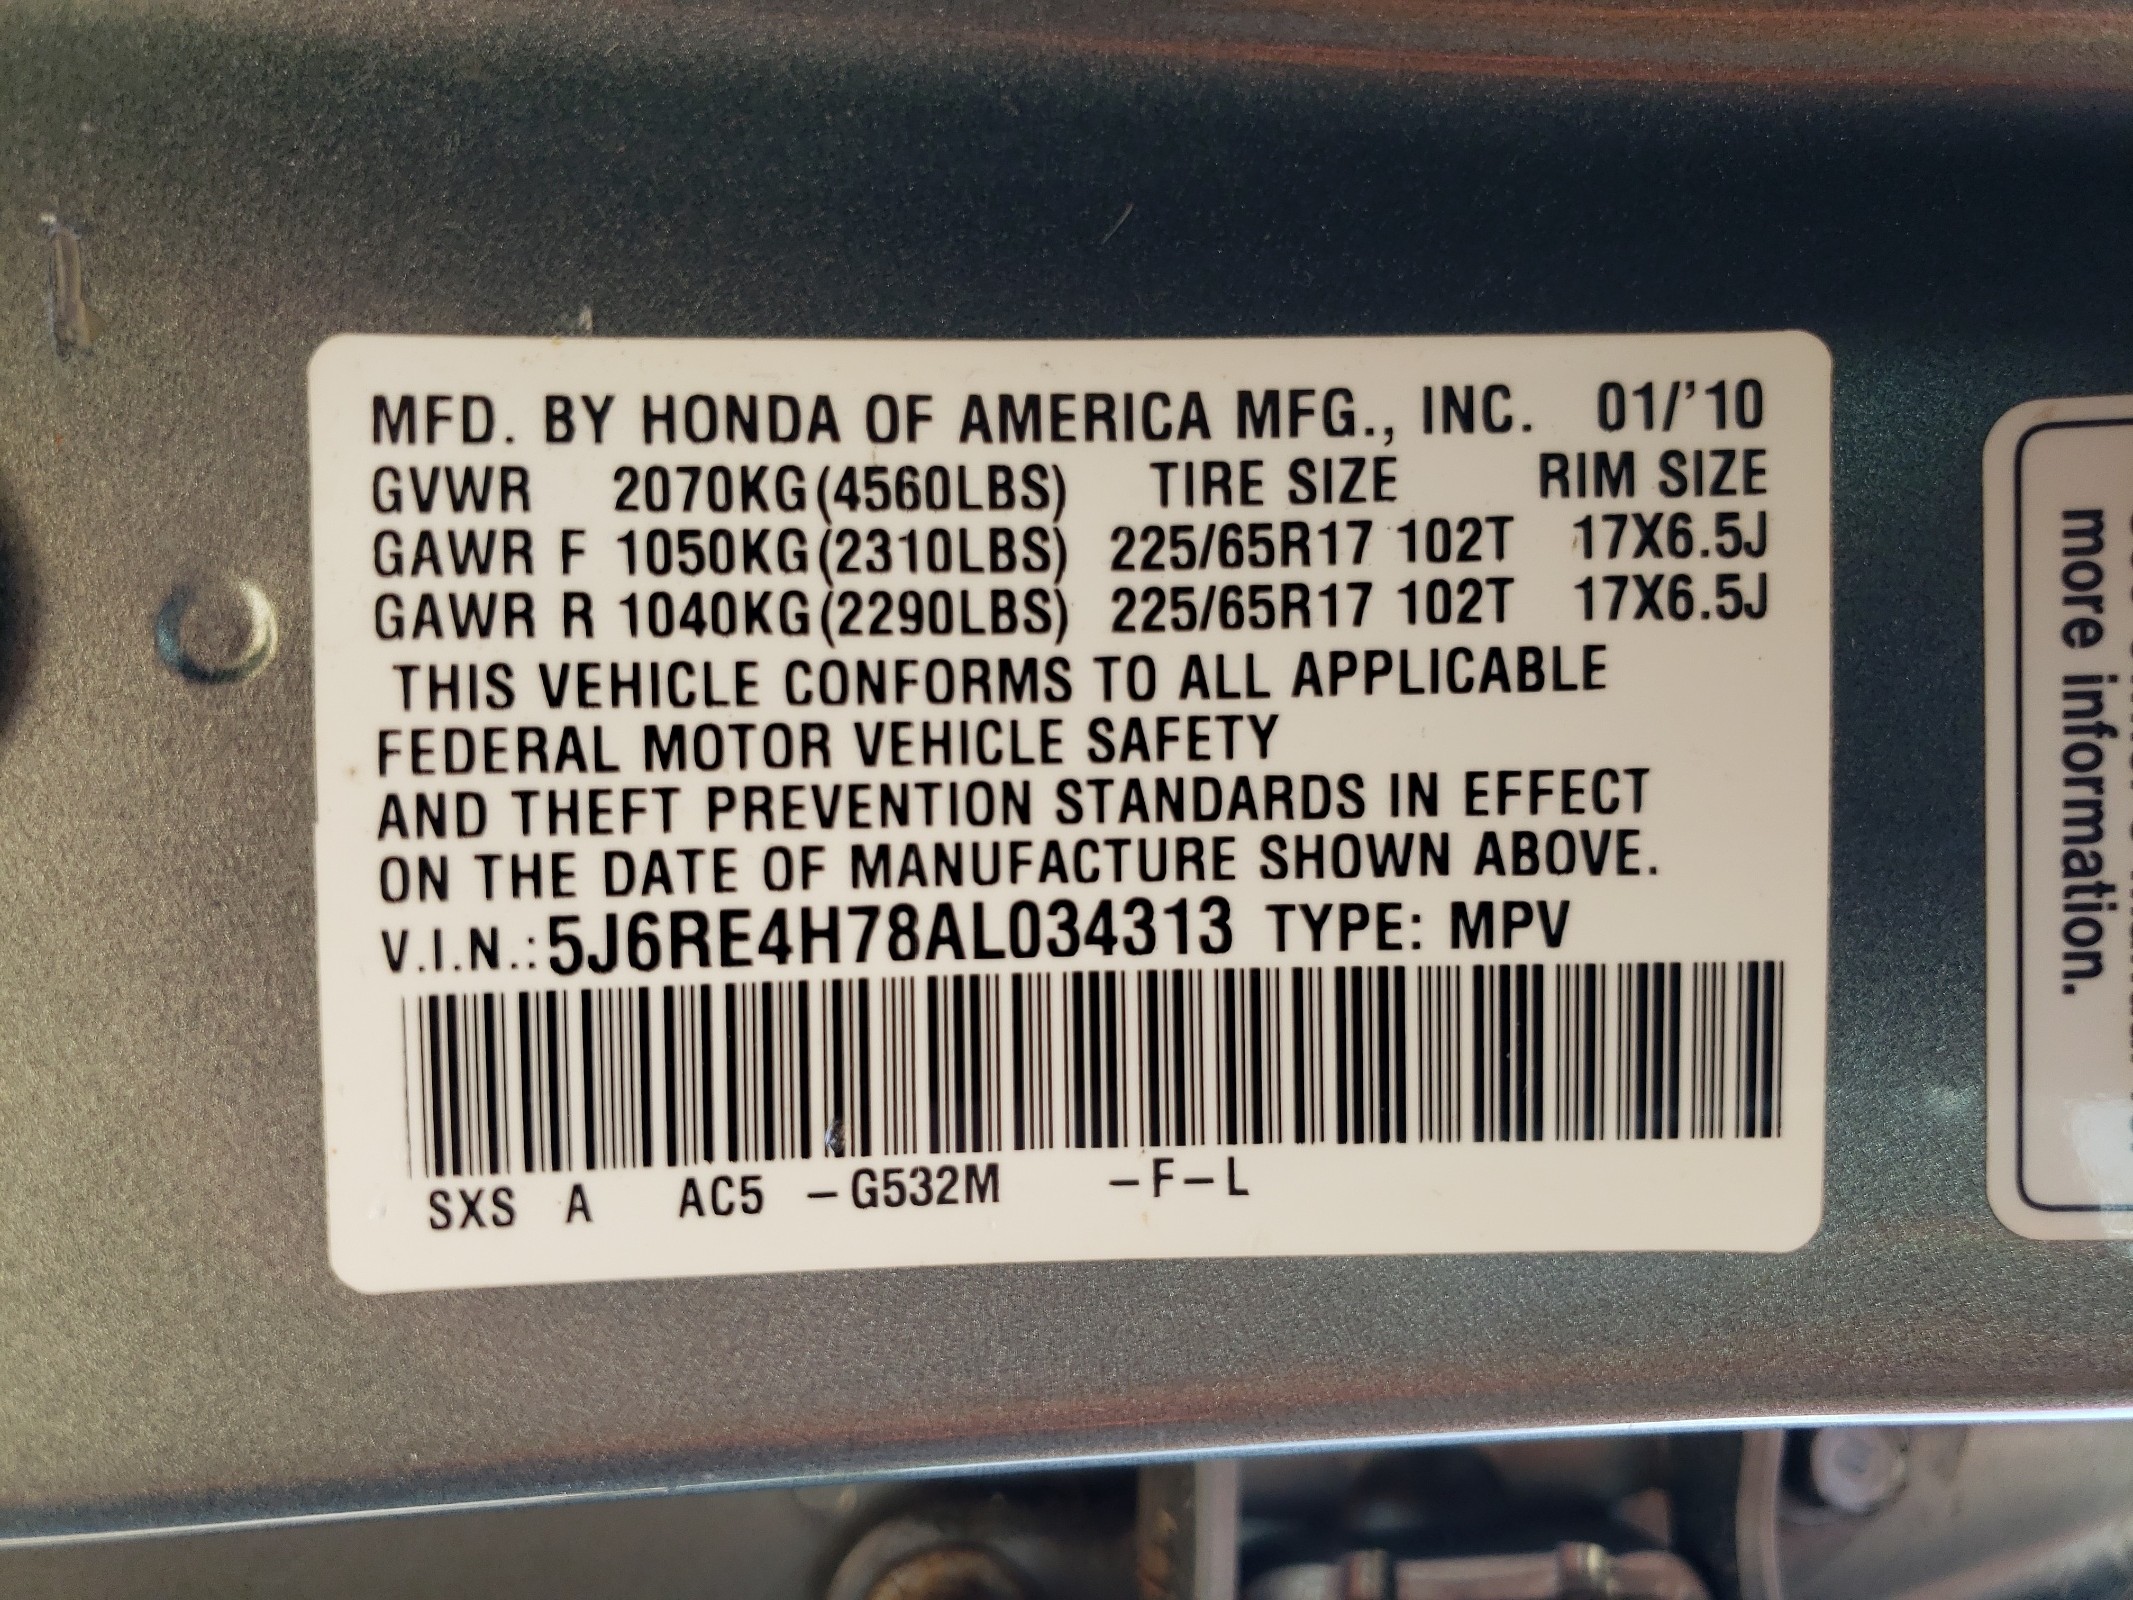 MFD. BY HONDA OF AMERICA MFG., INC. 01/'10
GVWR 2070KG(4560LBS) TIRE SIZE RIM SIZE
GAWR F 1050KG(2310LBS) 225/65R17 102T 17X6.5J
GAWR R 1040KG(2290LBS) 225/65R17 102T 17X6.5J
THIS VEHICLE CONFORMS TO ALL APPLICABLE
FEDERAL MOTOR VEHICLE SAFETY
AND THEFT PREVENTION STANDARDS IN EFFECT
ON THE DATE OF MANUFACTURE SHOWN ABOVE.
V.I.N.: 5J6RE4H78AL034313 TYPE: MPV
SXS A AC5 -G532M -F-L
more information.